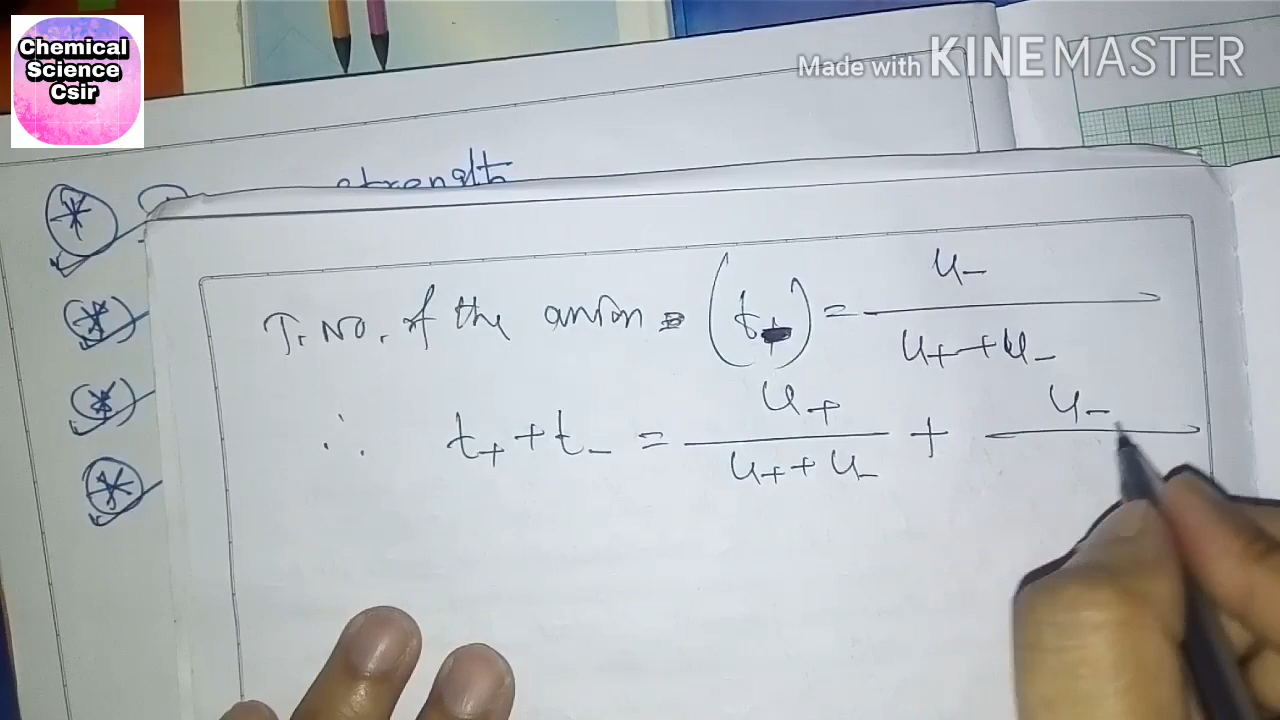 Chemical
Science
Csir
Made with KINEMASTER
strength
T. No. of the anion = (t-) = u- / u+ + u-
∴ t+ + t- = u+ / u+ + u- + u-